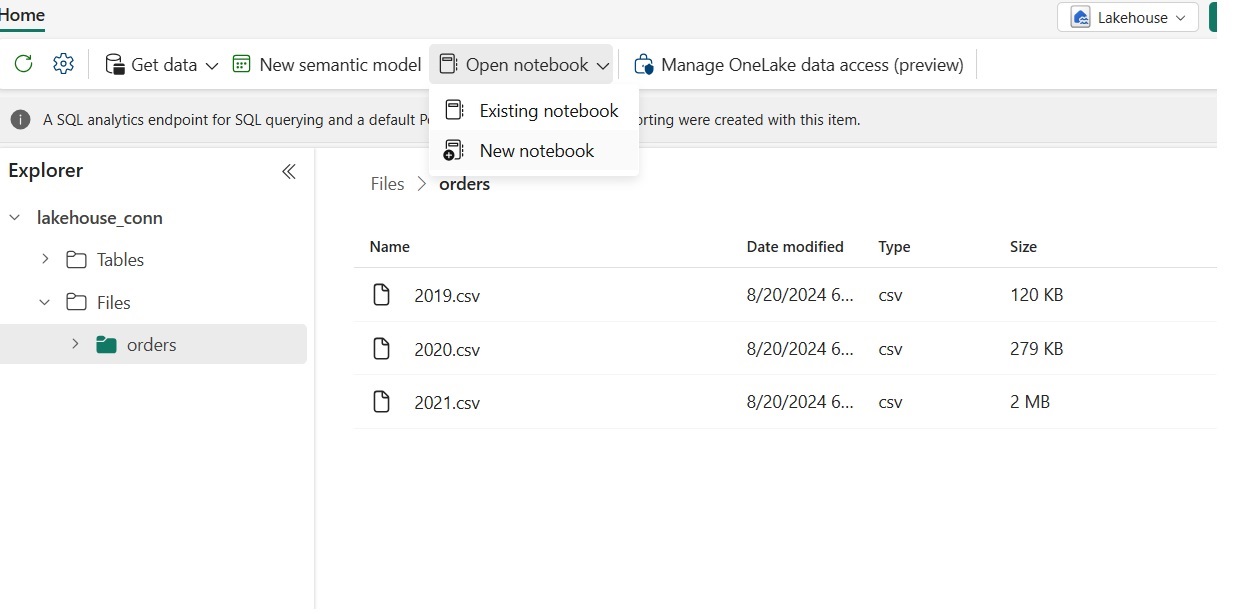 Home
Lakehouse
Get data
New semantic model
Open notebook
Manage OneLake data access (preview)
Existing notebook
New notebook
A SQL analytics endpoint for SQL querying and a default orting were created with this item.
Explorer
lakehouse_conn
Tables
Files
orders
Files > orders
Name Date modified Type Size
2019.csv 8/20/2024 6... csv 120 KB
2020.csv 8/20/2024 6... csv 279 KB
2021.csv 8/20/2024 6... csv 2 MB